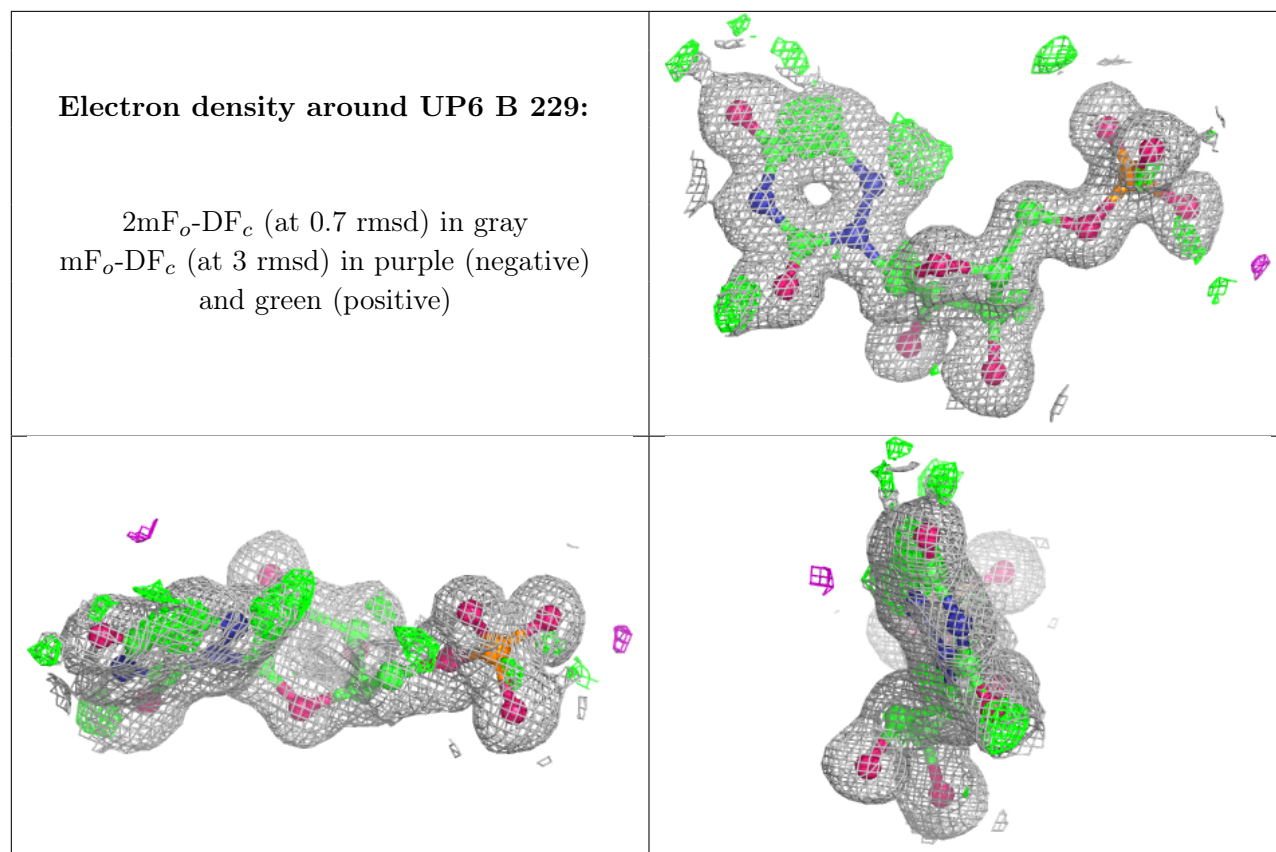 Electron density around UP6 B 229:
2mFo-DFc (at 0.7 rmsd) in gray
mFo-DFc (at 3 rmsd) in purple (negative)
and green (positive)